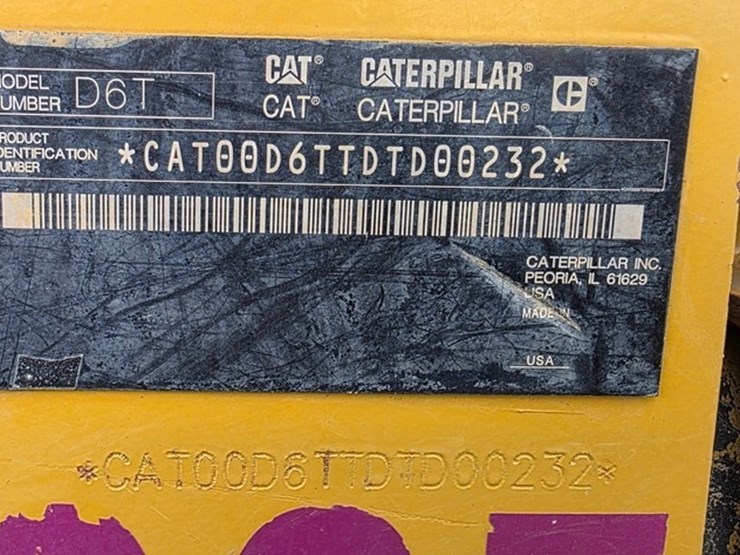 MODEL NUMBER D6T
CAT® CATERPILLAR®
CAT® CATERPILLAR®
PRODUCT
IDENTIFICATION
NUMBER
*CAT00D6TTDTD00232*
CATERPILLAR INC.
PEORIA, IL 61629
USA
MADE IN
USA
*CAT00D6TTDTD00232*